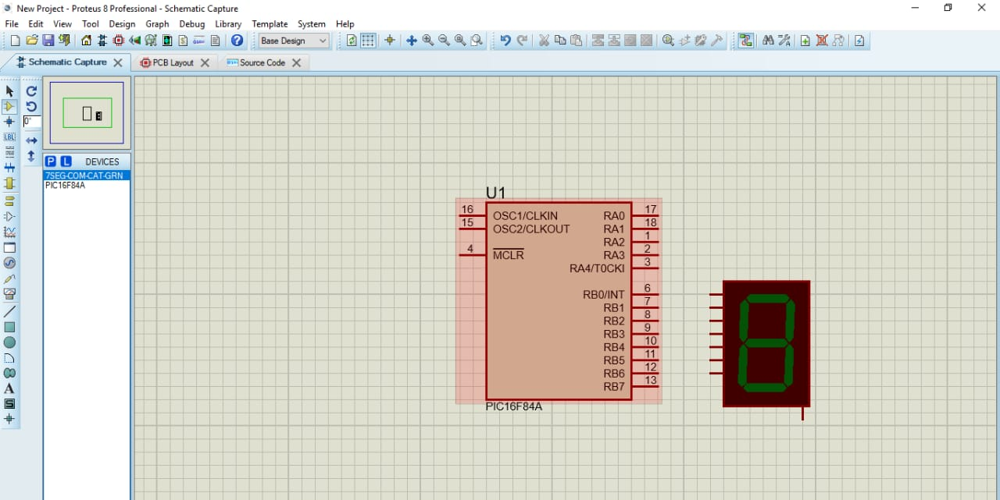 New Project - Proteus 8 Professional - Schematic Capture
File Edit View Tool Design Graph Debug Library Template System Help
Base Design
Schematic Capture PCB Layout Source Code
0°
LBL
P L DEVICES
7SEG-COM-CAT-GRN
PIC16F84A
A
S
U1
16 OSC1/CLKIN RA0 17
15 OSC2/CLKOUT RA1 18
RA2 1
4 MCLR RA3 2
RA4/T0CKI 3
RB0/INT 6
RB1 7
RB2 8
RB3 9
RB4 10
RB5 11
RB6 12
RB7 13
PIC16F84A